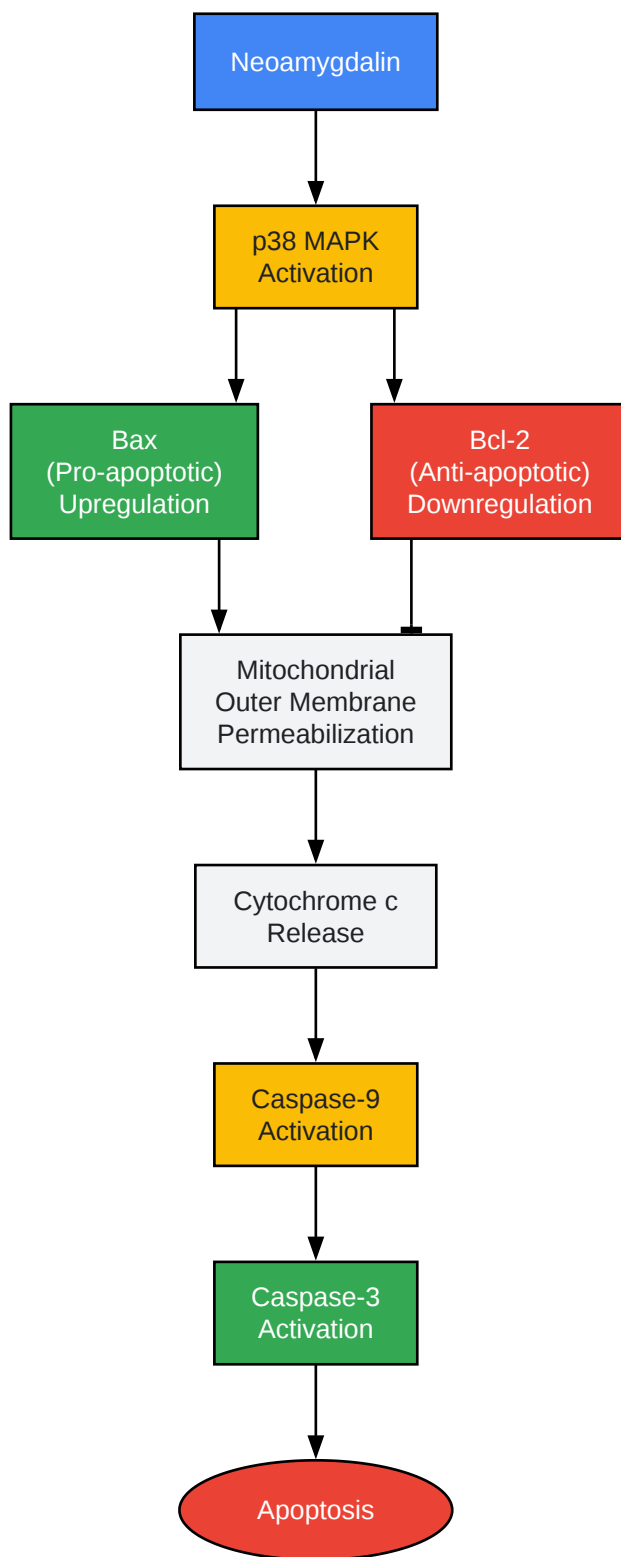 Neoamygdalin
p38 MAPK
Activation
Bax
(Pro-apoptotic)
Upregulation
Bcl-2
(Anti-apoptotic)
Downregulation
Mitochondrial
Outer Membrane
Permeabilization
Cytochrome c
Release
Caspase-9
Activation
Caspase-3
Activation
Apoptosis